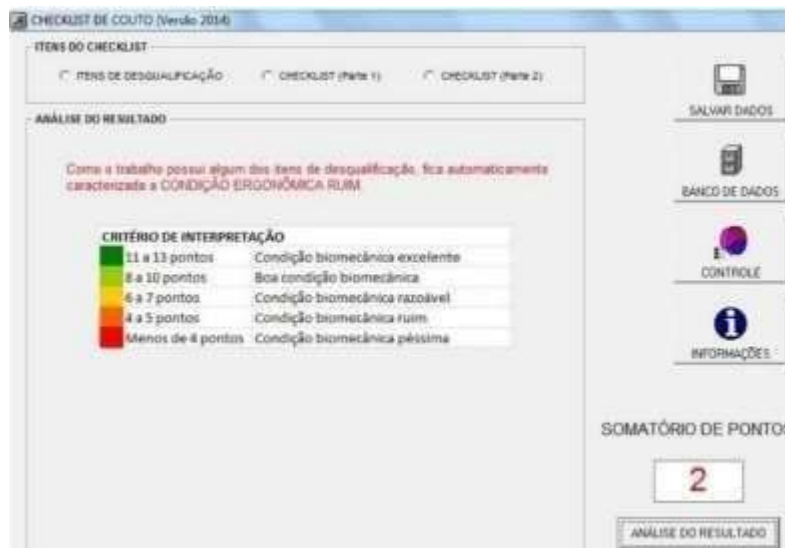 CHECKLIST DE COUTO (Versão 2014)
ITENS DO CHECKLIST
ITENS DE DESQUALIFICAÇÃO
CHECKLIST (Parte 1)
CHECKLIST (Parte 2)
SALVAR DADOS
ANÁLISE DO RESULTADO
Como o trabalho possui algum dos itens de desqualificação, fica automaticamente
caracterizada a CONDIÇÃO ERGONÔMICA RUIM.
BANCO DE DADOS
CRITÉRIO DE INTERPRETAÇÃO
11 a 13 pontos Condição biomecânica excelente
8 a 10 pontos Boa condição biomecânica
6 a 7 pontos Condição biomecânica razoável
4 a 5 pontos Condição biomecânica ruim
Menos de 4 pontos Condição biomecânica péssima
CONTROLE
INFORMAÇÕES
SOMATÓRIO DE PONTOS
2
ANÁLISE DO RESULTADO